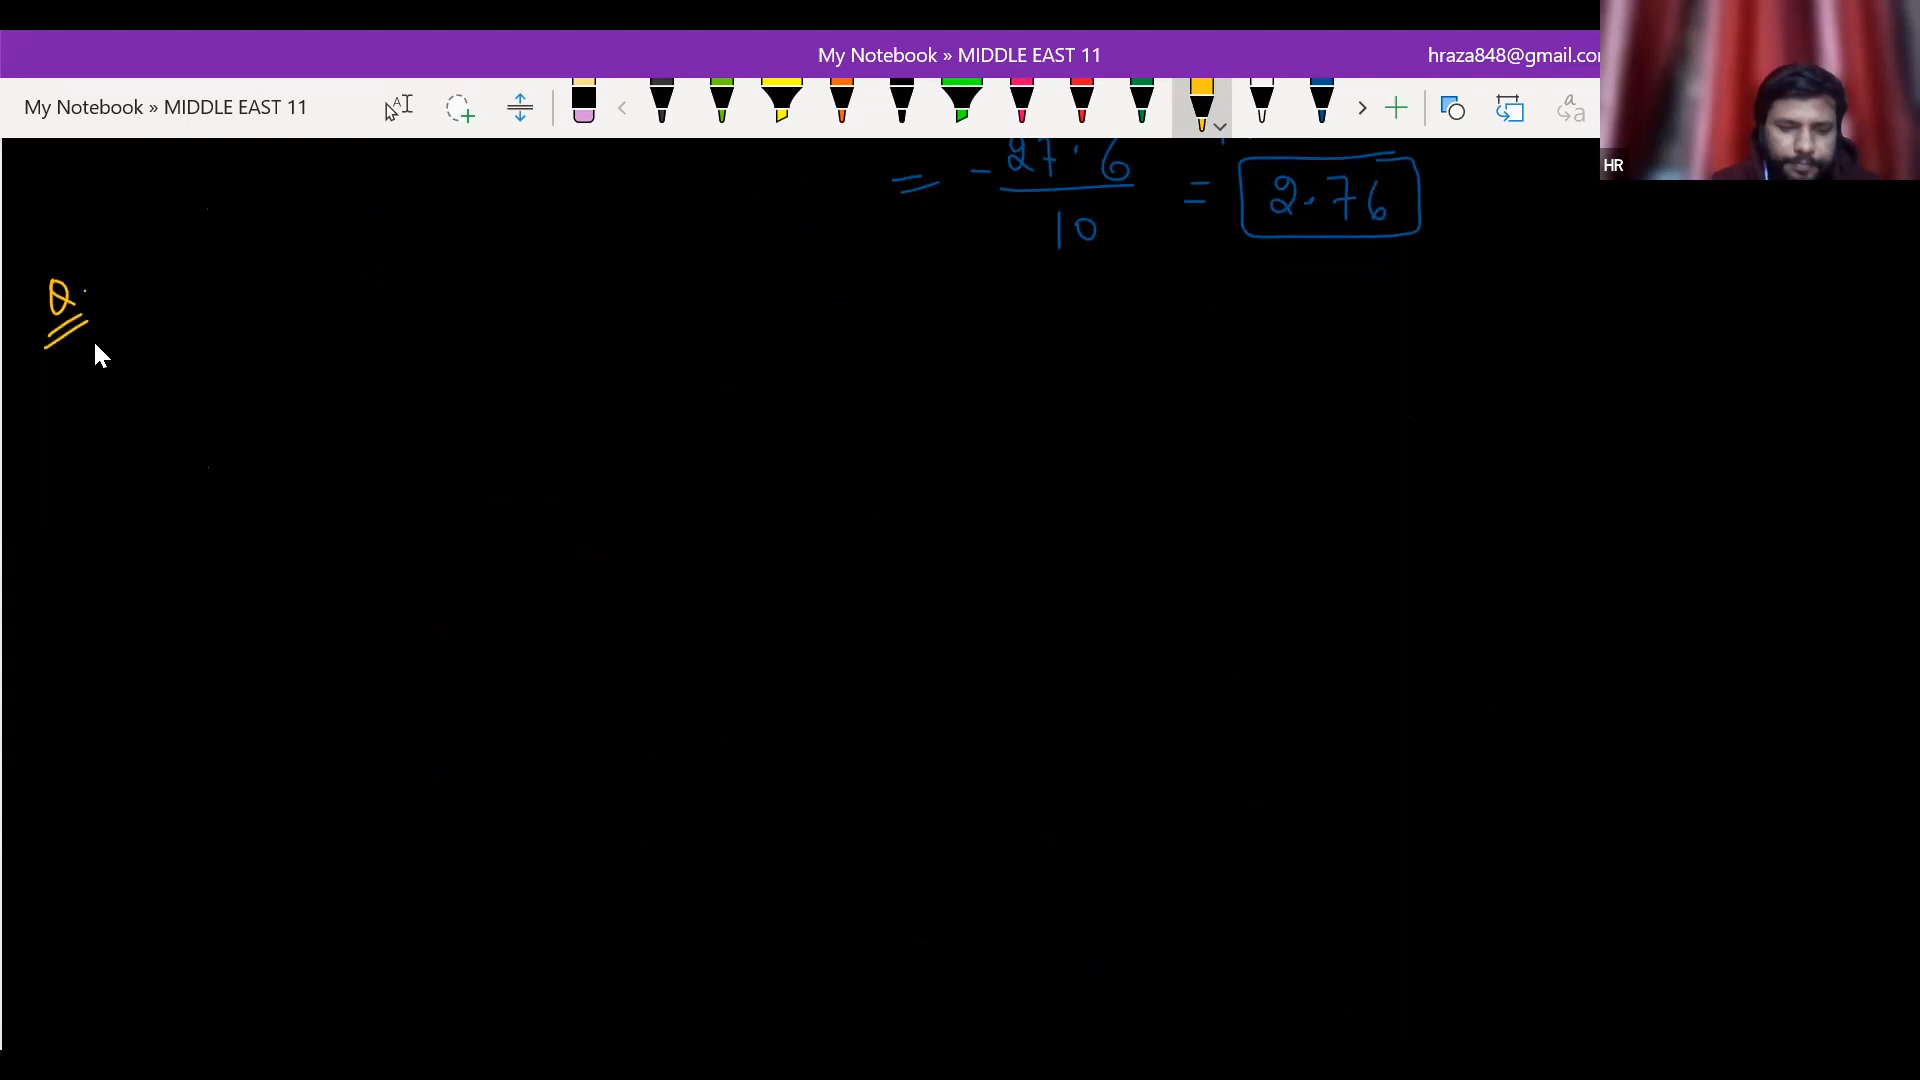 My Notebook » MIDDLE EAST 11
hraza848@gmail.co
My Notebook » MIDDLE EAST 11
HR
= - 27.6 / 10 = 2.76
Q.